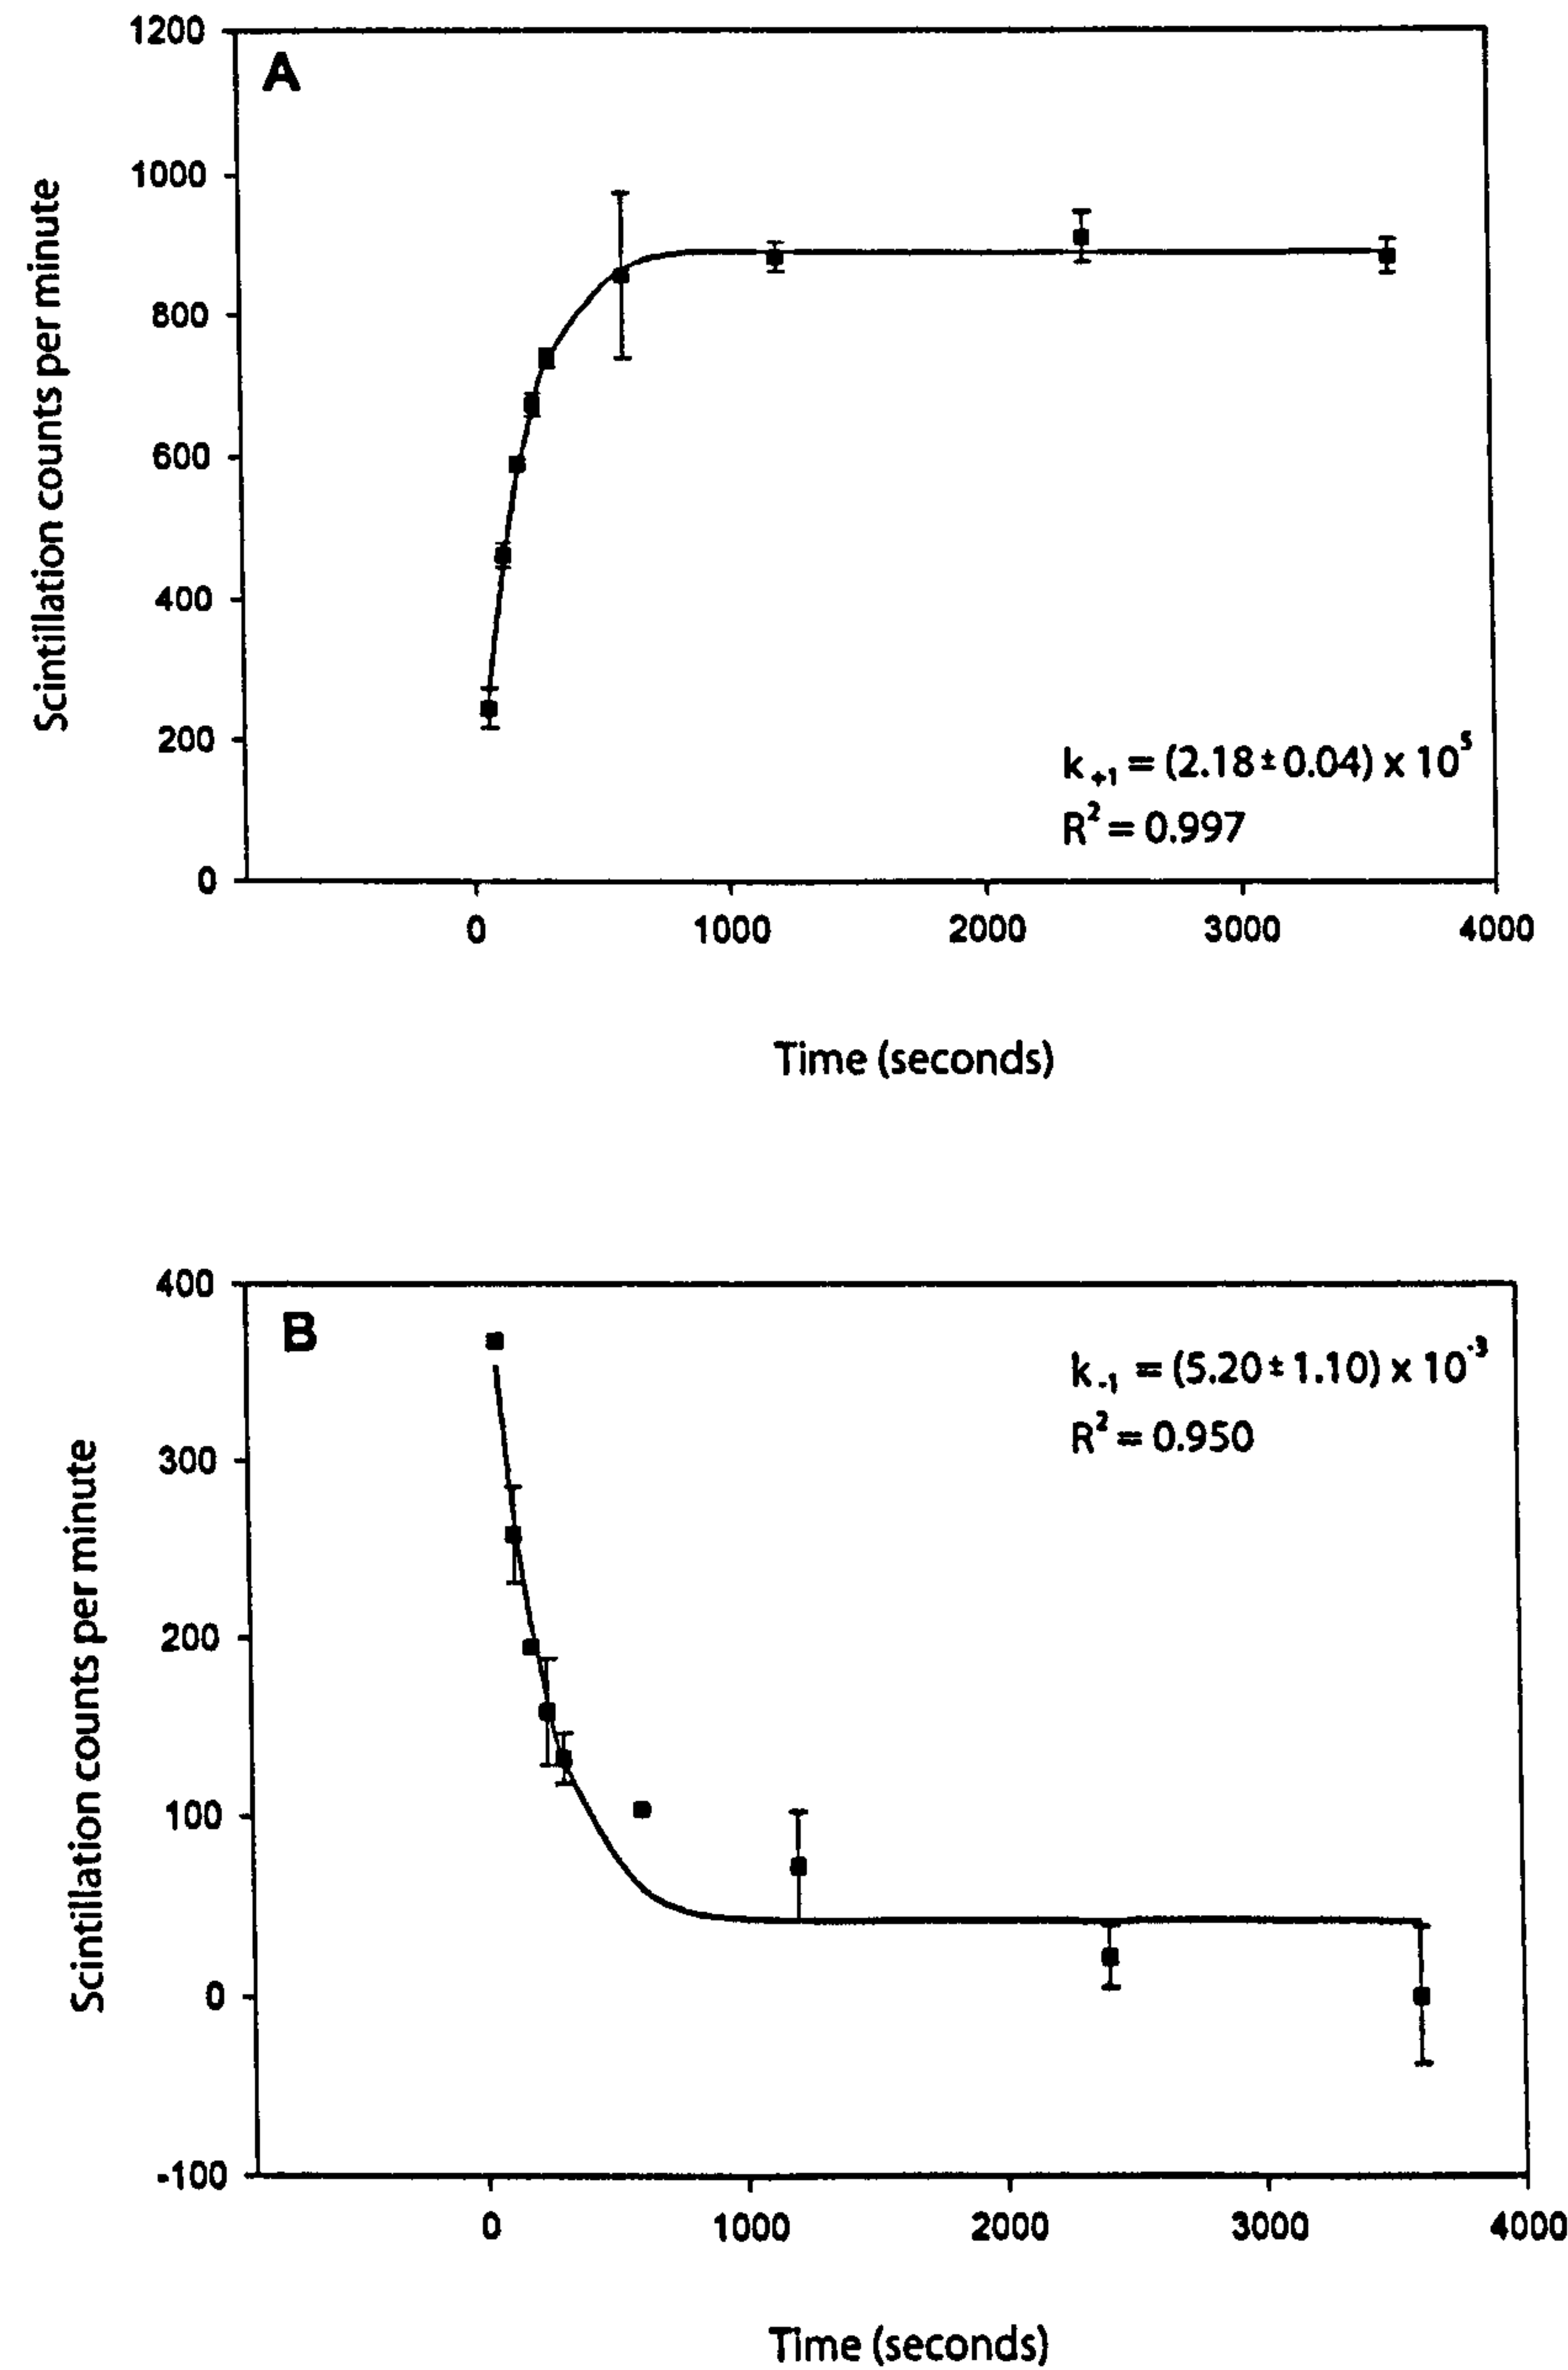 A
1200
1000
800
600
400
200
0
Scintillation counts per minute
k+1 = (2.18 ± 0.04) x 10^5
R^2 = 0.997
0 1000 2000 3000 4000
Time (seconds)
B
400
300
200
100
0
-100
Scintillation counts per minute
k-1 = (5.20 ± 1.10) x 10^-3
R^2 = 0.950
0 1000 2000 3000 4000
Time (seconds)